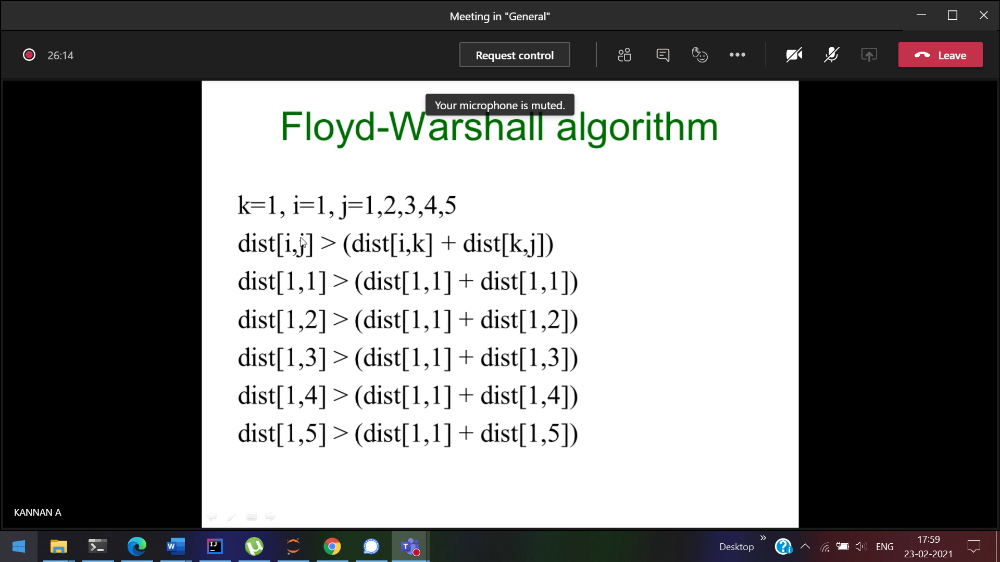 Meeting in "General"
26:14
Request control
Leave
Your microphone is muted.
Floyd-Warshall algorithm
k=1, i=1, j=1,2,3,4,5
dist[i,j] > (dist[i,k] + dist[k,j])
dist[1,1] > (dist[1,1] + dist[1,1])
dist[1,2] > (dist[1,1] + dist[1,2])
dist[1,3] > (dist[1,1] + dist[1,3])
dist[1,4] > (dist[1,1] + dist[1,4])
dist[1,5] > (dist[1,1] + dist[1,5])
KANNAN A
Desktop
ENG
17:59
23-02-2021